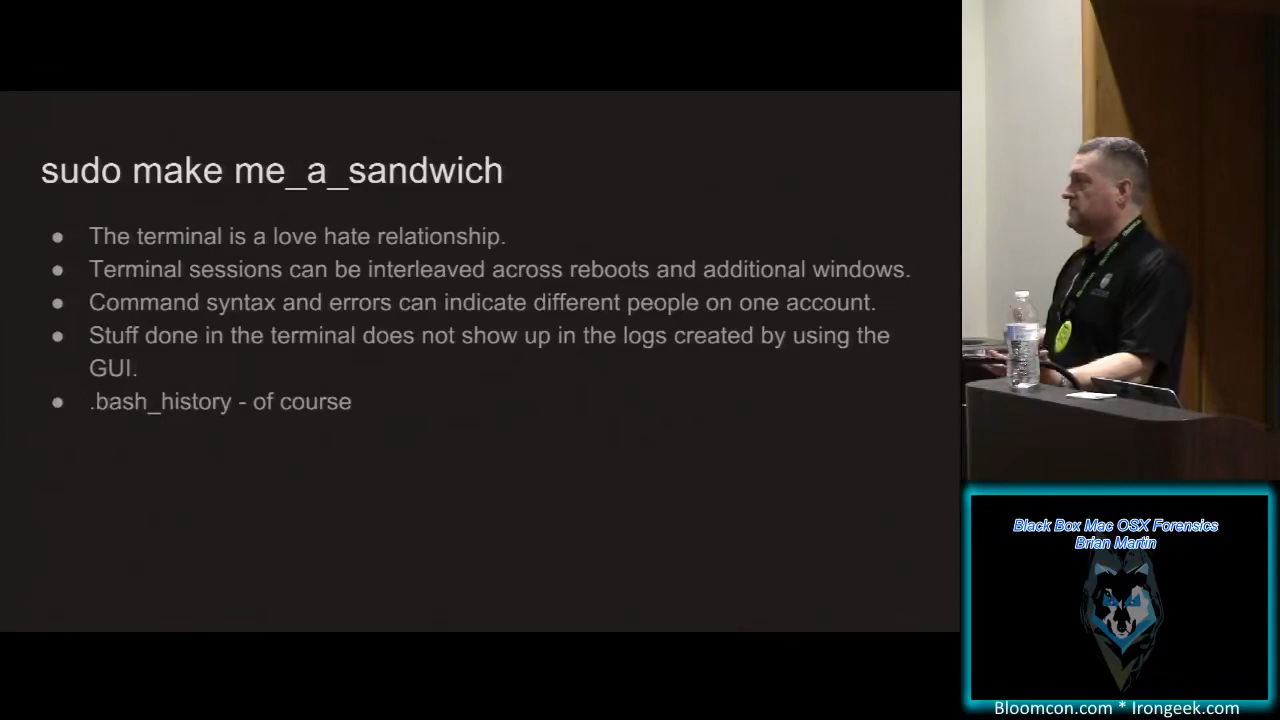 sudo make me_a_sandwich
● The terminal is a love hate relationship.
● Terminal sessions can be interleaved across reboots and additional windows.
● Command syntax and errors can indicate different people on one account.
● Stuff done in the terminal does not show up in the logs created by using the
GUI.
● .bash_history - of course
Black Box Mac OSX Forensics
Brian Martin
Bloomcon.com * Irongeek.com